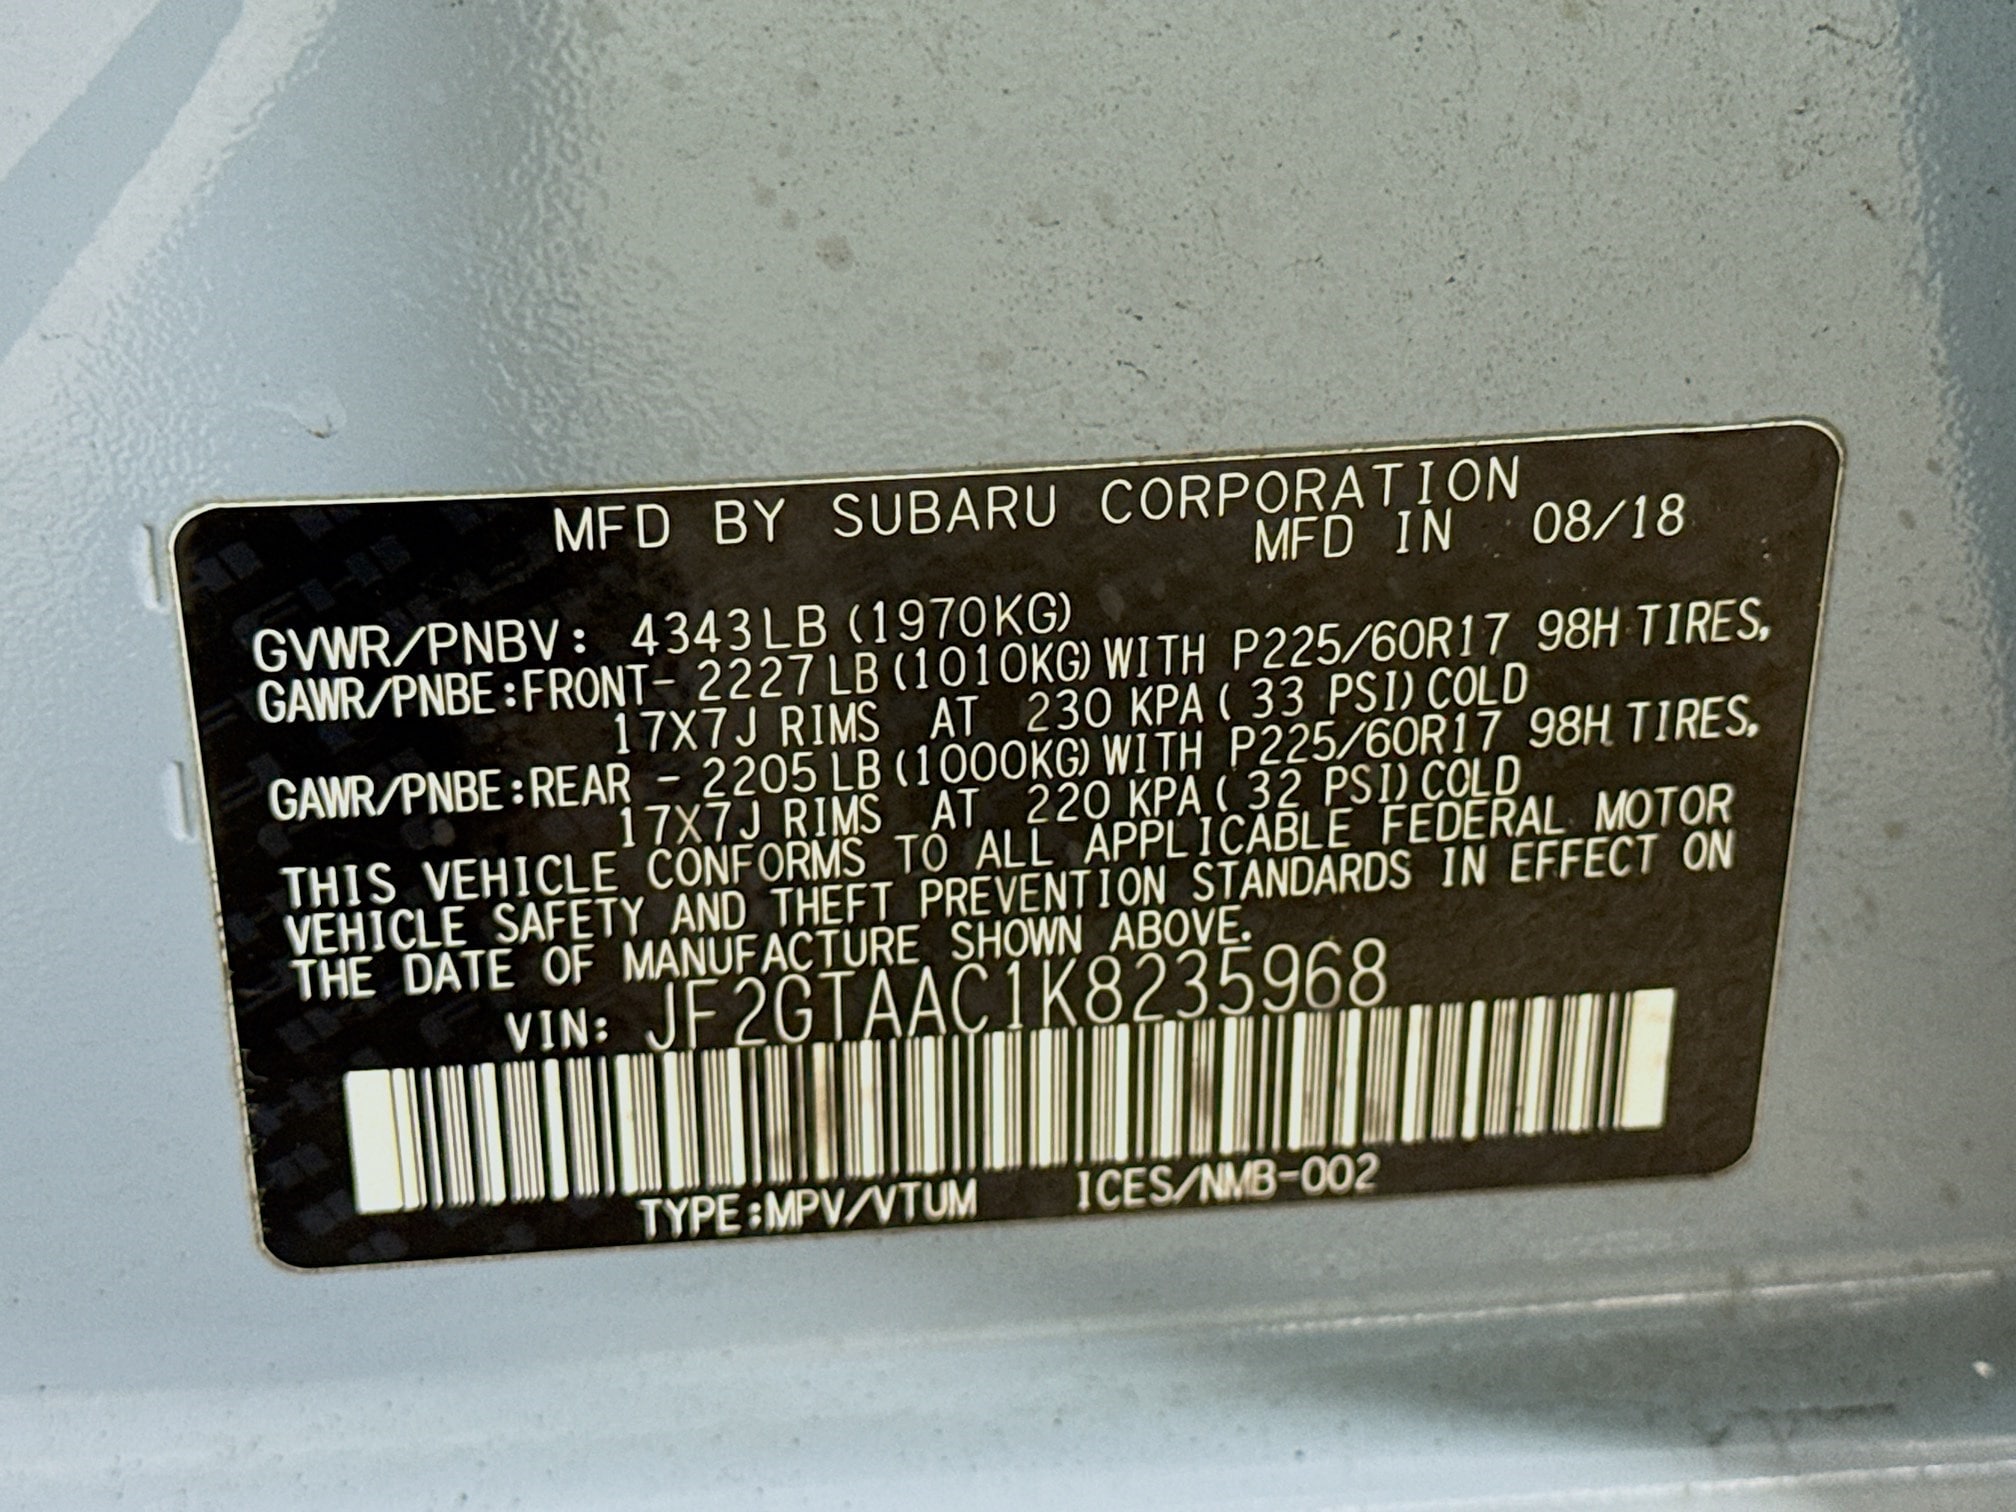 MFD BY SUBARU CORPORATION
MFD IN 08/18
GVWR/PNBV: 4343LB (1970KG)
GAWR/PNBE:FRONT- 2227LB (1010KG) WITH P225/60R17 98H TIRES,
17X7J RIMS AT 230 KPA ( 33 PSI) COLD
GAWR/PNBE:REAR - 2205LB (1000KG) WITH P225/60R17 98H TIRES,
17X7J RIMS AT 220 KPA ( 32 PSI) COLD
THIS VEHICLE CONFORMS TO ALL APPLICABLE FEDERAL MOTOR
VEHICLE SAFETY AND THEFT PREVENTION STANDARDS IN EFFECT ON
THE DATE OF MANUFACTURE SHOWN ABOVE.
VIN: JF2GTAAC1K8235968
TYPE:MPV/VTUM ICES/NMB-002